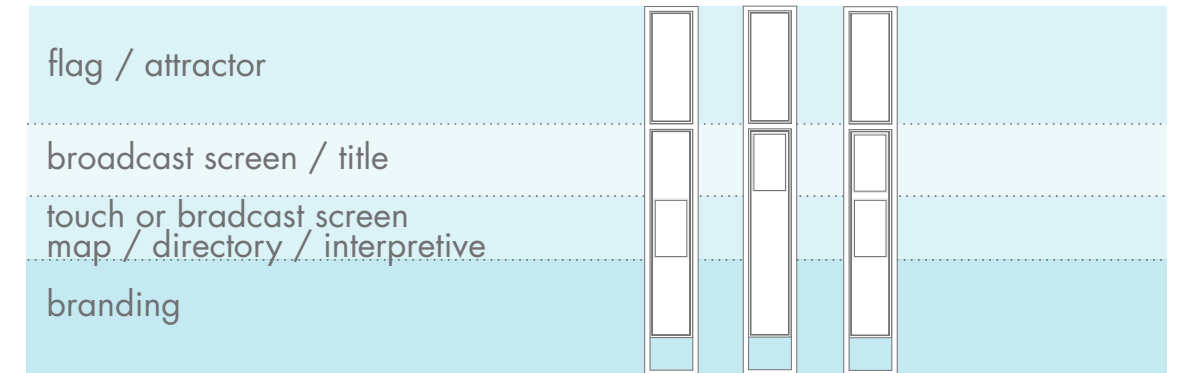 flag / attractor
broadcast screen / title
touch or bradcast screen
map / directory / interpretive
branding